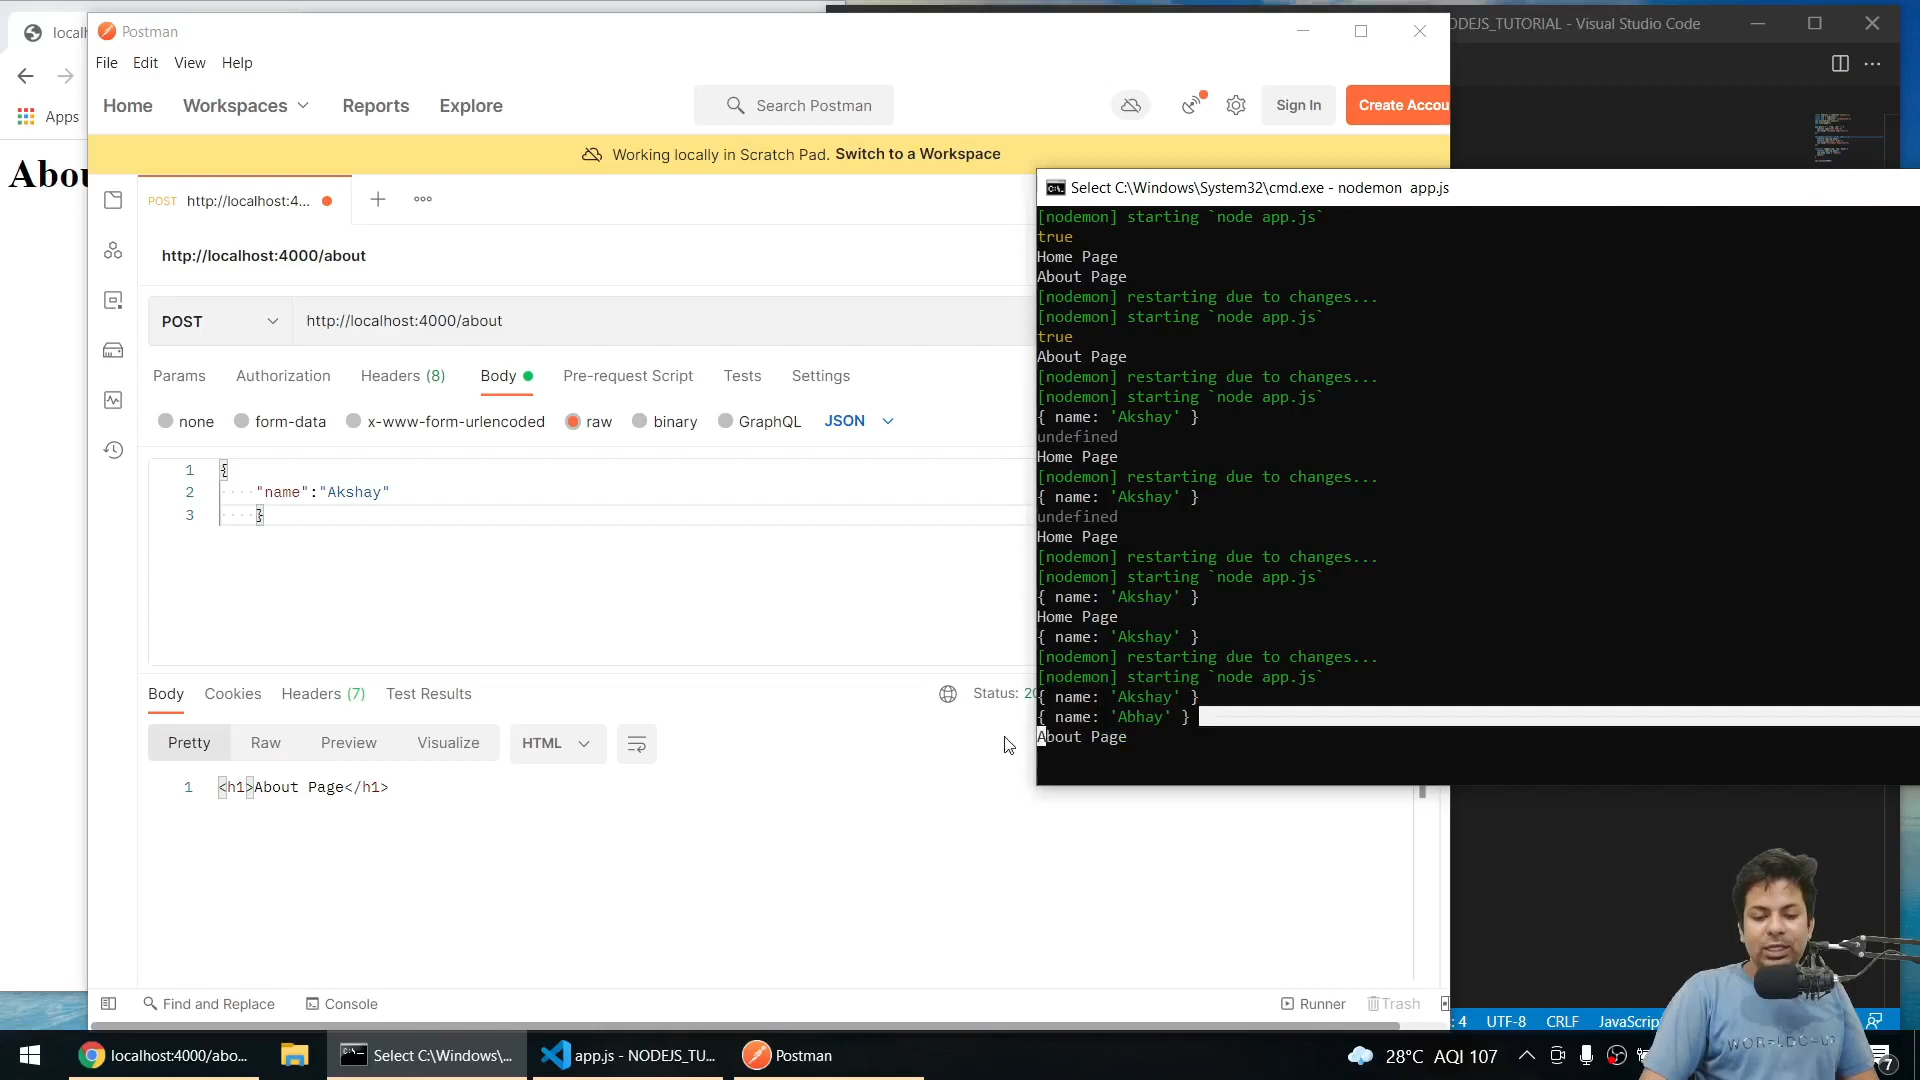 locall
Postman
ODEJS_TUTORIAL - Visual Studio Code
File Edit View Help
Home Workspaces Reports Explore
Search Postman
Sign In
Create Accou
Apps
Working locally in Scratch Pad. Switch to a Workspace
Abou
POST http://localhost:4...
http://localhost:4000/about
POST
http://localhost:4000/about
Params Authorization Headers (8) Body Pre-request Script Tests Settings
none form-data x-www-form-urlencoded raw binary GraphQL JSON
1 {
2 "name":"Akshay"
3 }
Body Cookies Headers (7) Test Results
Status: 20
Pretty Raw Preview Visualize HTML
1 <h1>About Page</h1>
Select C:\Windows\System32\cmd.exe - nodemon app.js
[nodemon] starting `node app.js`
true
Home Page
About Page
[nodemon] restarting due to changes...
[nodemon] starting `node app.js`
true
About Page
[nodemon] restarting due to changes...
[nodemon] starting `node app.js`
{ name: 'Akshay' }
undefined
Home Page
[nodemon] restarting due to changes...
{ name: 'Akshay' }
undefined
Home Page
[nodemon] restarting due to changes...
[nodemon] starting `node app.js`
{ name: 'Akshay' }
Home Page
{ name: 'Akshay' }
[nodemon] restarting due to changes...
[nodemon] starting `node app.js`
{ name: 'Akshay' }
{ name: 'Abhay' }
About Page
Find and Replace Console
Runner Trash
: 4 UTF-8 CRLF JavaScrip
localhost:4000/abo...
Select C:\Windows\...
app.js - NODEJS_TU...
Postman
28°C AQI 107
7